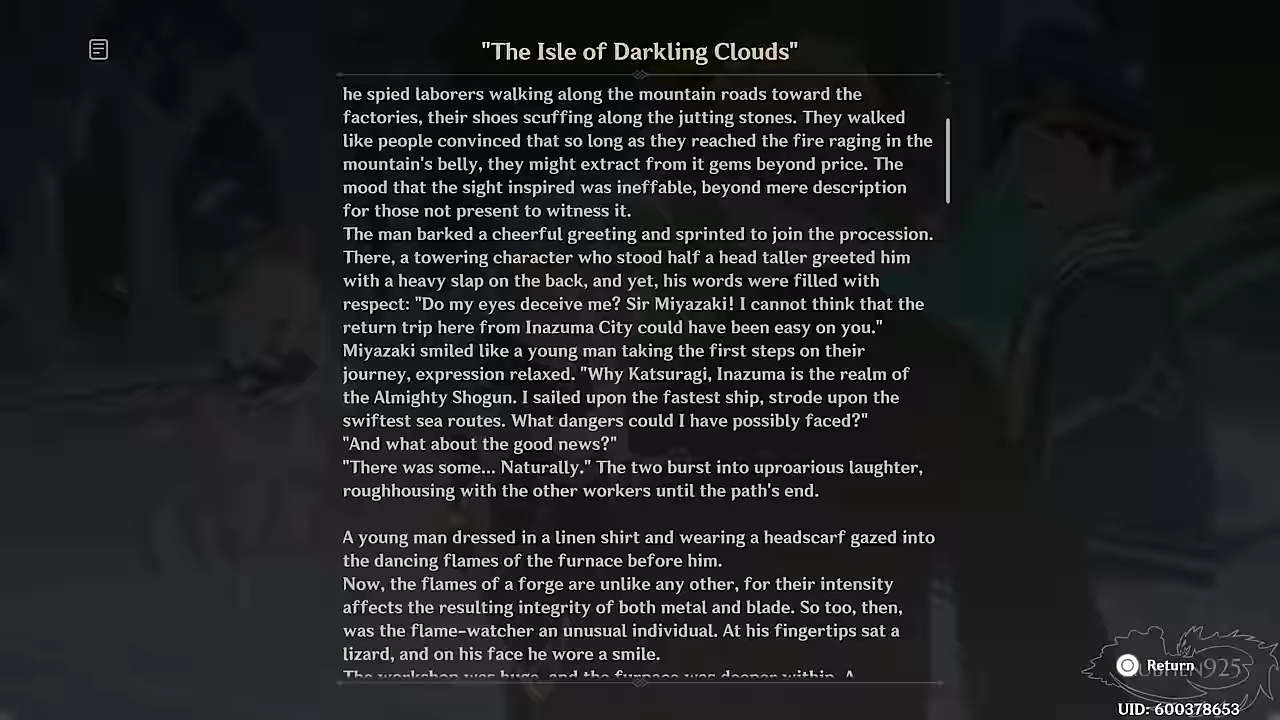 "The Isle of Darkling Clouds"
he spied laborers walking along the mountain roads toward the
factories, their shoes scuffing along the jutting stones. They walked
like people convinced that so long as they reached the fire raging in the
mountain's belly, they might extract from it gems beyond price. The
mood that the sight inspired was ineffable, beyond mere description
for those not present to witness it.
The man barked a cheerful greeting and sprinted to join the procession.
There, a towering character who stood half a head taller greeted him
with a heavy slap on the back, and yet, his words were filled with
respect: "Do my eyes deceive me? Sir Miyazaki! I cannot think that the
return trip here from Inazuma City could have been easy on you."
Miyazaki smiled like a young man taking the first steps on their
journey, expression relaxed. "Why Katsuragi, Inazuma is the realm of
the Almighty Shogun. I sailed upon the fastest ship, strode upon the
swiftest sea routes. What dangers could I have possibly faced?"
"And what about the good news?"
"There was some... Naturally." The two burst into uproarious laughter,
roughhousing with the other workers until the path's end.
A young man dressed in a linen shirt and wearing a headscarf gazed into
the dancing flames of the furnace before him.
Now, the flames of a forge are unlike any other, for their intensity
affects the resulting integrity of both metal and blade. So too, then,
was the flame-watcher an unusual individual. At his fingertips sat a
lizard, and on his face he wore a smile.
The workshop was huge, and the furnace was deeper within. A
Return
UID: 600378653